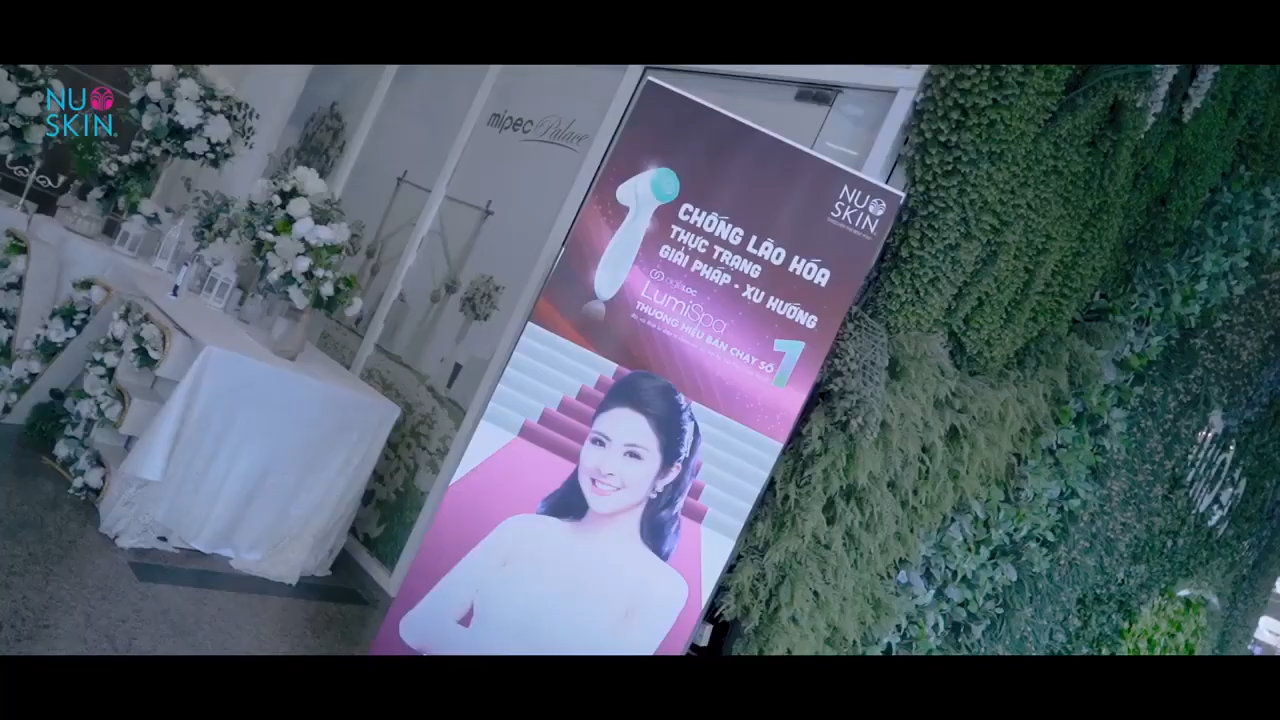 NU
SKIN
mipec Palace
NU
SKIN
CHỐNG LÃO HÓA
THỰC TRẠNG
GIẢI PHÁP • XU HƯỚNG
ageLOC
LumiSpa
THƯƠNG HIỆU BÁN CHẠY SỐ 1